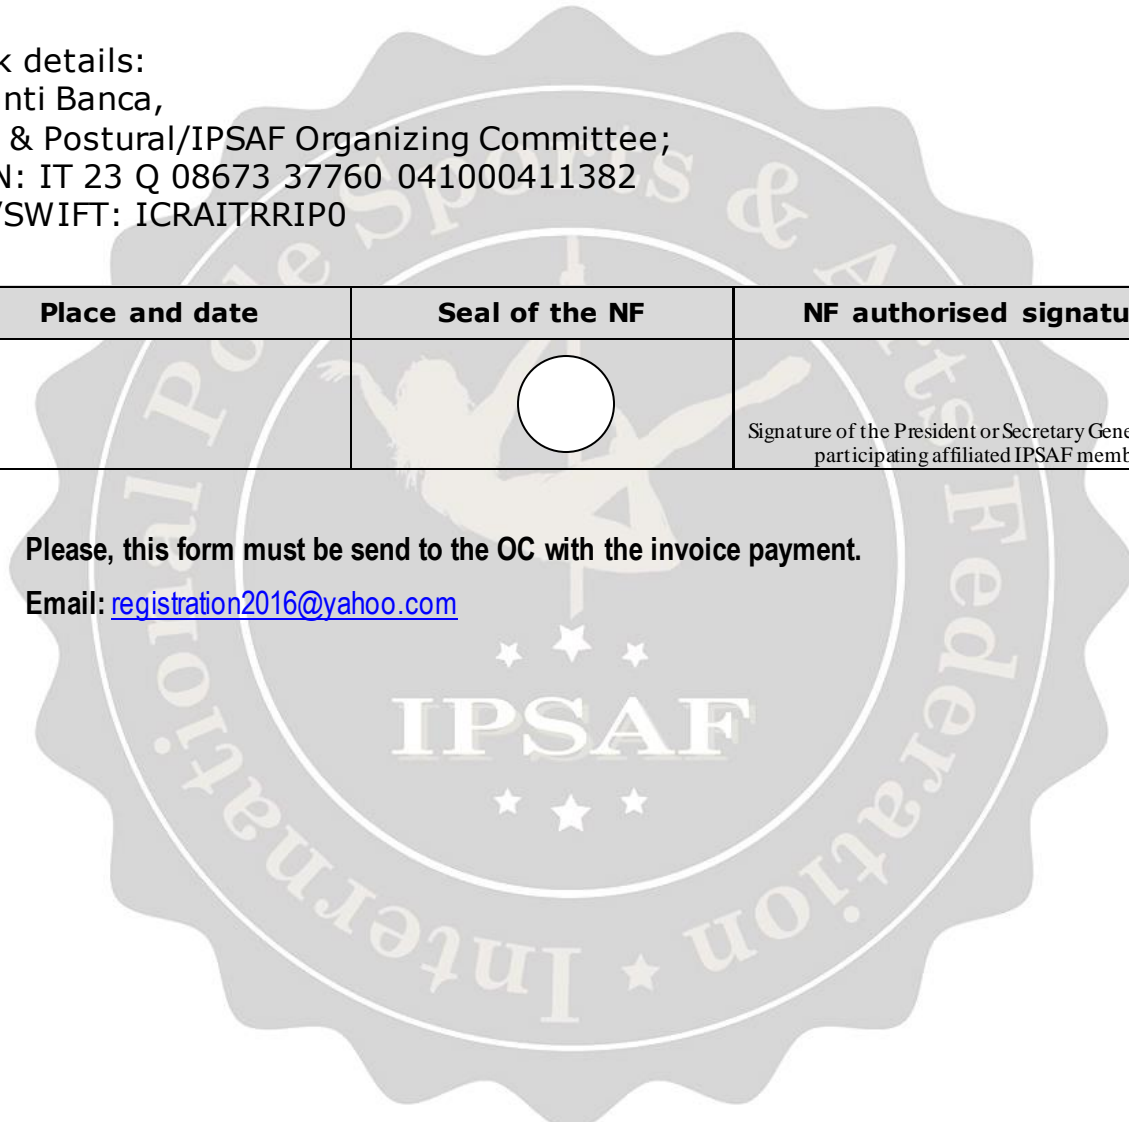 k details:
nti Banca,
& Postural/IPSAF Organizing Committee;
N: IT 23 Q 08673 37760 041000411382
/SWIFT: ICRAITRRIP0
Place and date
Seal of the NF
NF authorised signatu
Signature of the President or Secretary Gene
participating affiliated IPSAF memb
Please, this form must be send to the OC with the invoice payment.
Email: registration2016@yahoo.com
International Pole Sports & Arts Federation
IPSAF